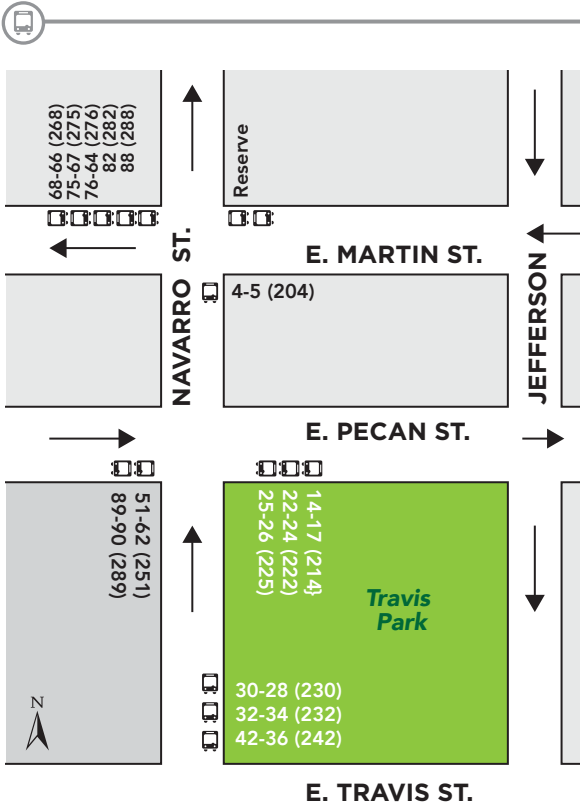 68-66 (268)
75-67 (275)
76-64 (276)
82 (282)
88 (288)
Reserve
NAVARRO ST.
E. MARTIN ST.
JEFFERSON
4-5 (204)
E. PECAN ST.
89-90 (289)
51-62 (251)
25-26 (225)
22-24 (222)
14-17 (214}
Travis
Park
30-28 (230)
32-34 (232)
42-36 (242)
N
E. TRAVIS ST.